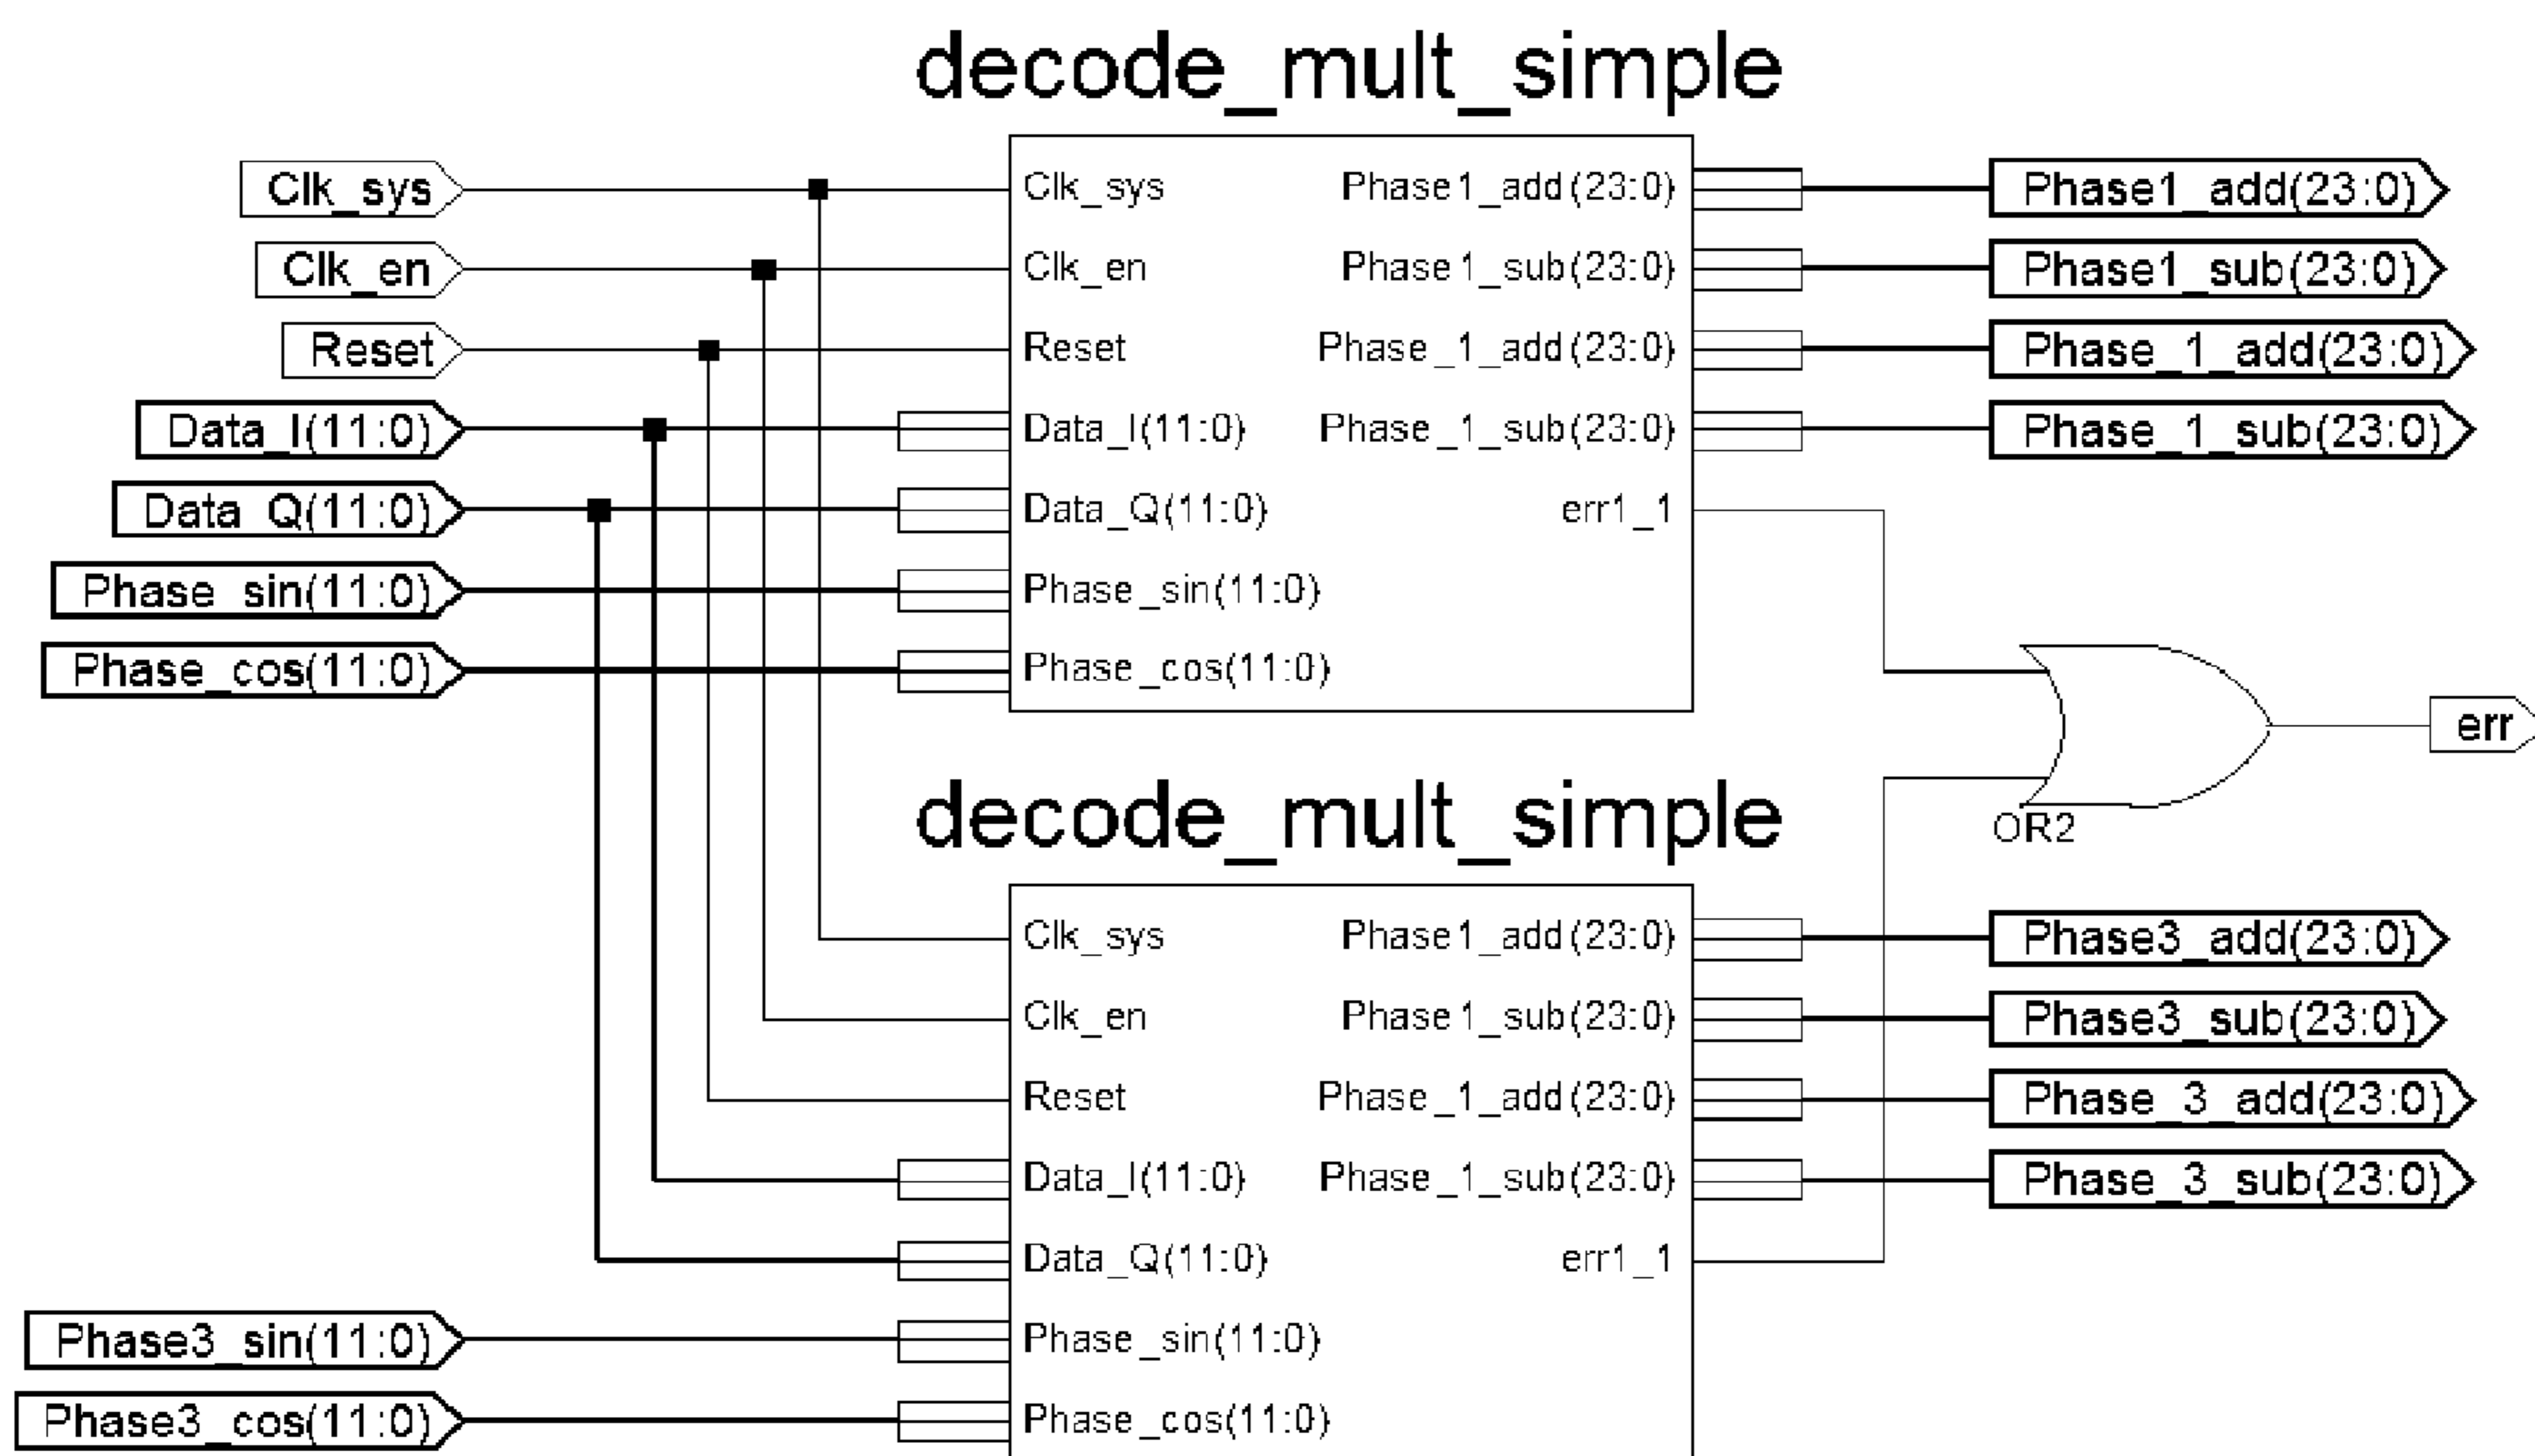 decode_mult_simple
Clk_sys
Clk_sys
Phase1_add(23:0)
Phase1_add(23:0)
Clk_en
Clk_en
Phase1_sub(23:0)
Phase1_sub(23:0)
Reset
Reset
Phase_1_add(23:0)
Phase_1_add(23:0)
Data_I(11:0)
Data_I(11:0)
Phase_1_sub(23:0)
Phase_1_sub(23:0)
Data_Q(11:0)
Data_Q(11:0)
err1_1
Phase_sin(11:0)
Phase_sin(11:0)
Phase_cos(11:0)
Phase_cos(11:0)
err
OR2
decode_mult_simple
Clk_sys
Phase1_add(23:0)
Phase3_add(23:0)
Clk_en
Phase1_sub(23:0)
Phase3_sub(23:0)
Reset
Phase_1_add(23:0)
Phase_3_add(23:0)
Data_I(11:0)
Phase_1_sub(23:0)
Phase_3_sub(23:0)
Data_Q(11:0)
err1_1
Phase3_sin(11:0)
Phase_sin(11:0)
Phase3_cos(11:0)
Phase_cos(11:0)